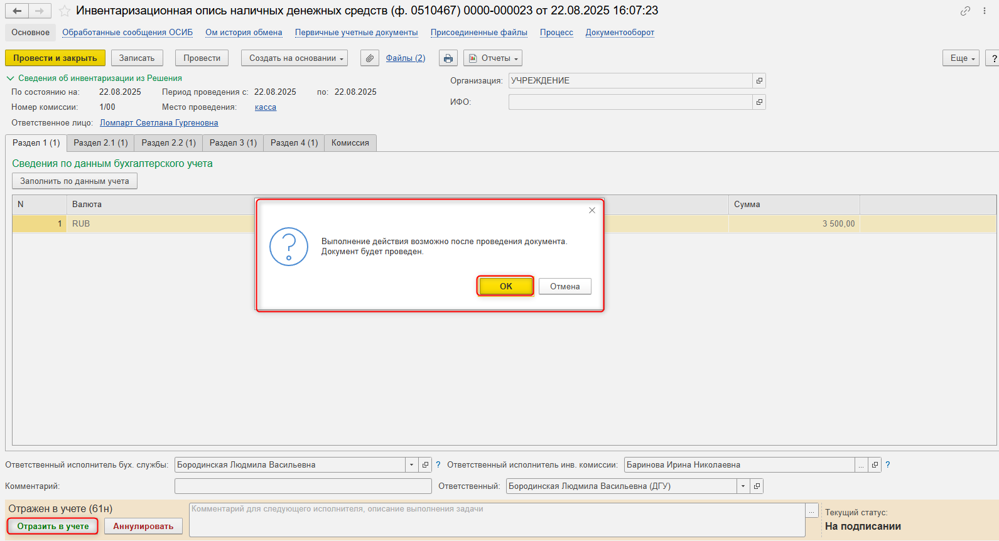 Инвентаризационная опись наличных денежных средств (ф. 0510467) 0000-000023 от 22.08.2025 16:07:23
Основное Обработанные сообщения ОСИБ Ом история обмена Первичные учетные документы Присоединенные файлы Процесс Документооборот
Провести и закрыть Записать Провести Создать на основании Файлы (2) Отчеты Еще ?
Сведения об инвентаризации из Решения
Организация: УЧРЕЖДЕНИЕ
По состоянию на: 22.08.2025 Период проведения с: 22.08.2025 по: 22.08.2025
ИФО:
Номер комиссии: 1/00 Место проведения: касса
Ответственное лицо: Ломпарт Светлана Гургеновна
Раздел 1 (1) Раздел 2.1 (1) Раздел 2.2 (1) Раздел 3 (1) Раздел 4 (1) Комиссия
Сведения по данным бухгалтерского учета
Заполнить по данным учета
N Валюта Сумма
1 RUB 3 500,00
Выполнение действия возможно после проведения документа.
Документ будет проведен.
ОК Отмена
Ответственный исполнитель бух. службы: Бородинская Людмила Васильевна ? Ответственный исполнитель инв. комиссии: Баринова Ирина Николаевна ... ?
Комментарий: Ответственный: Бородинская Людмила Васильевна (ДГУ)
Отражен в учете (61н) Комментарий для следующего исполнителя, описание выполнения задачи ... Текущий статус:
Отразить в учете Аннулировать На подписании